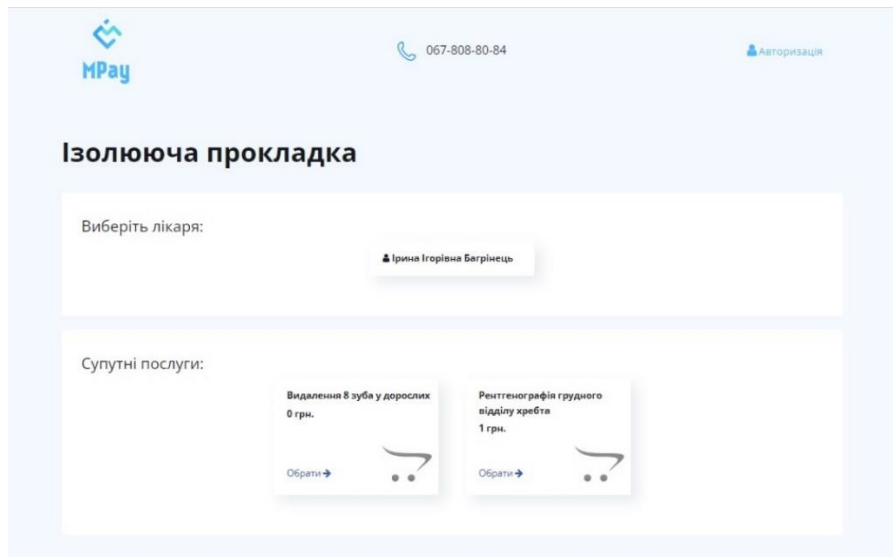 MPay
067-808-80-84
Авторизація
Ізолююча прокладка
Виберіть лікаря:
Ірина Ігорівна Багрінець
Супутні послуги:
Видалення 8 зуба у дорослих
0 грн.
Обрати
Рентгенографія грудного
відділу хребта
1 грн.
Обрати